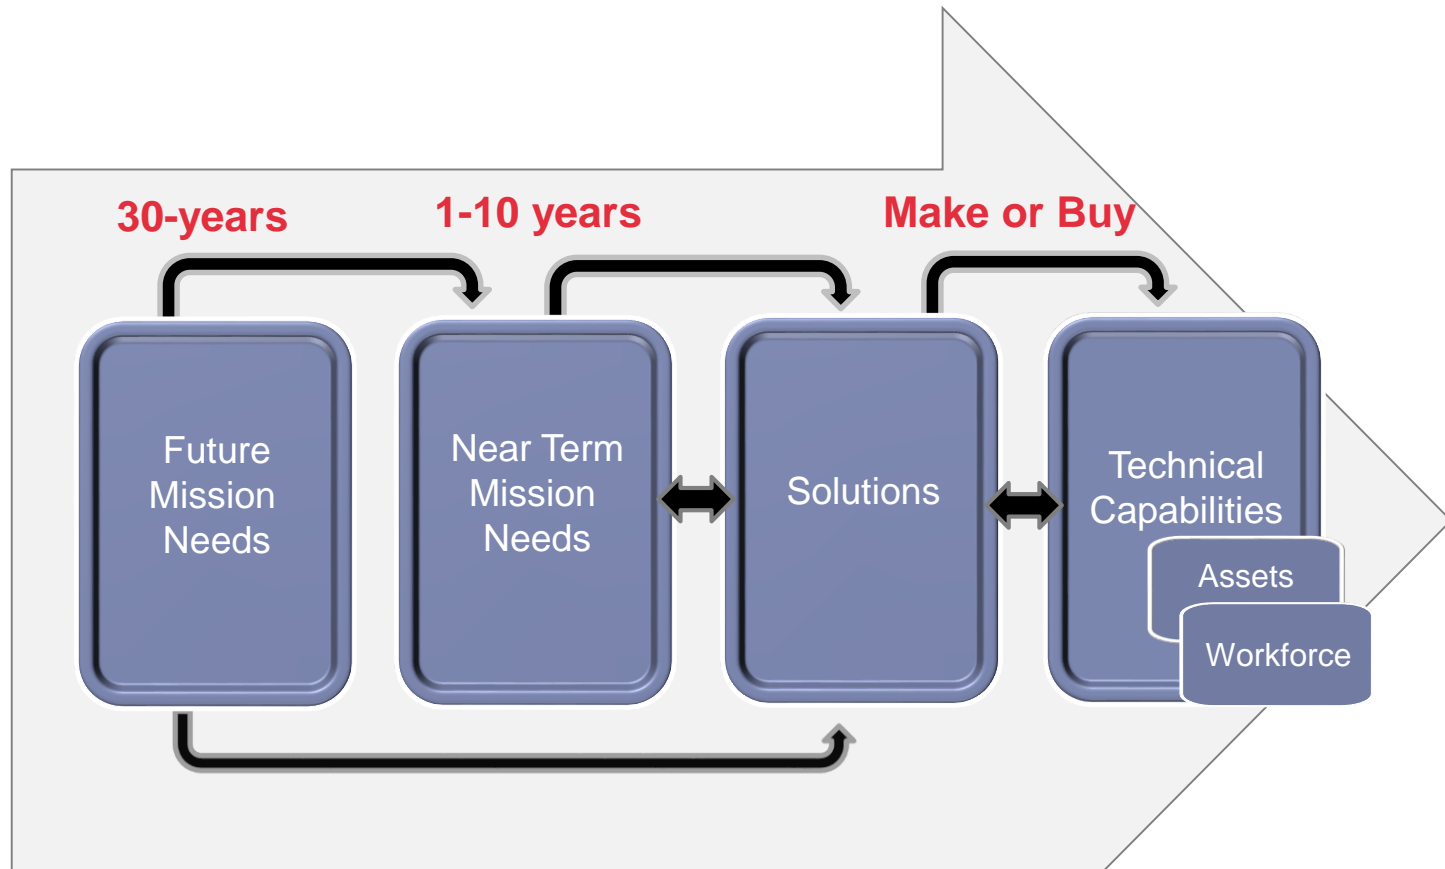 30-years
1-10 years
Make or Buy
Future
Mission
Needs
Near Term
Mission
Needs
Solutions
Technical
Capabilities
Assets
Workforce